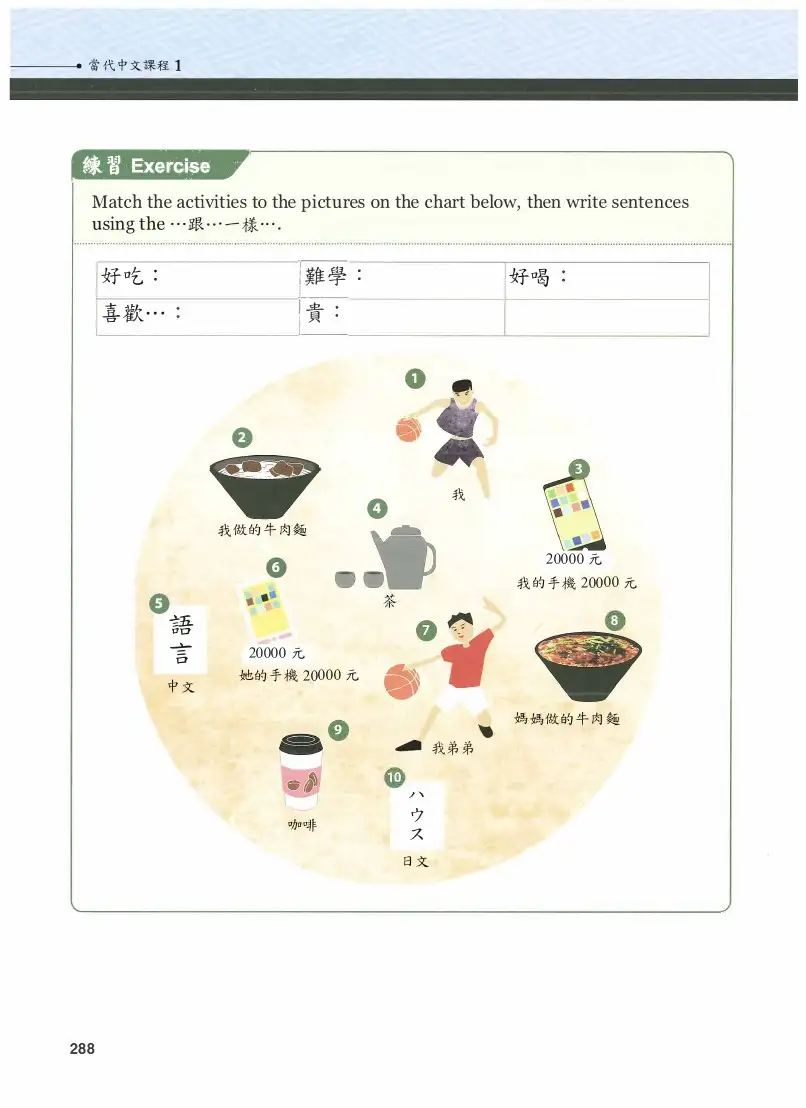 當代中文課程 1
練習 Exercise
Match the activities to the pictures on the chart below, then write sentences
using the …跟…一樣….
好吃： 難學： 好喝：
喜歡…： 貴：
1
我
2
我做的牛肉麵
3
20000 元
我的手機 20000 元
4
茶
5
語
言
中文
6
20000 元
她的手機 20000 元
7
我弟弟
8
媽媽做的牛肉麵
9
咖啡
10
ハ
ウ
ス
日文
288